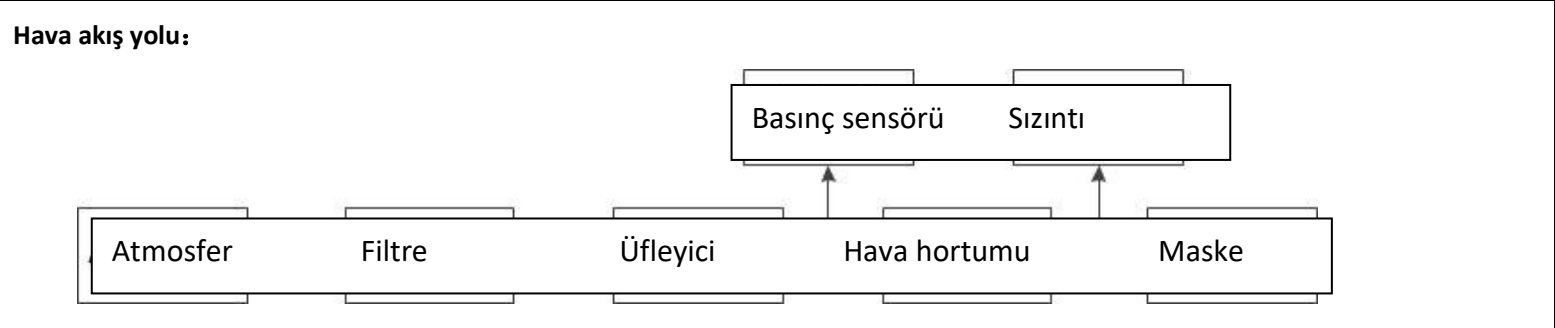 Hava akış yolu：
Basınç sensörü Sızıntı
Atmosfer Filtre Üfleyici Hava hortumu Maske